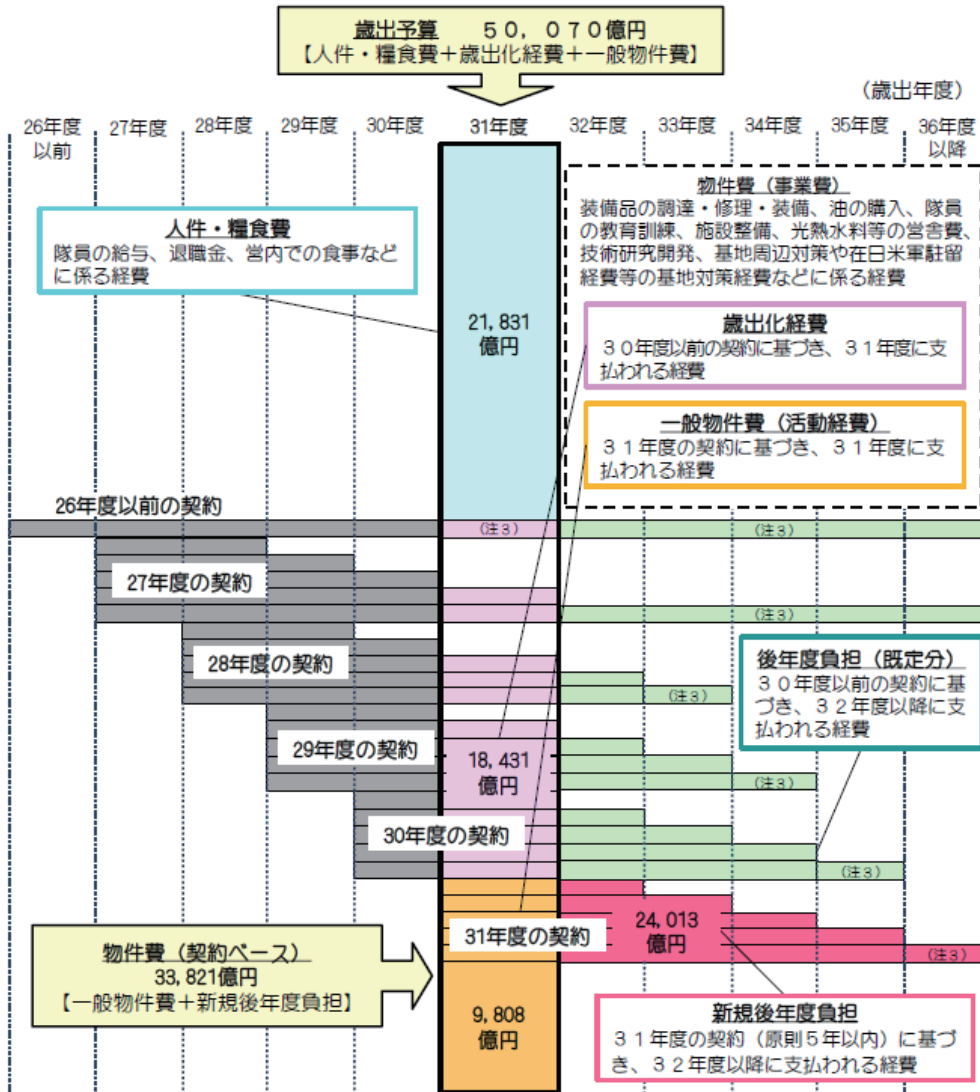 歳出予算　５０，０７０億円
【人件・糧食費＋歳出化経費＋一般物件費】
（歳出年度）
26年度
以前
27年度
28年度
29年度
30年度
31年度
32年度
33年度
34年度
35年度
36年度
以降
人件・糧食費
隊員の給与、退職金、営内での食事など
に係る経費
物件費（事業費）
装備品の調達・修理・装備、油の購入、隊員
の教育訓練、施設整備、光熱水料等の営舎費、
技術研究開発、基地周辺対策や在日米軍駐留
経費等の基地対策経費などに係る経費
21,831
億円
歳出化経費
３０年度以前の契約に基づき、３１年度に支
払われる経費
一般物件費（活動経費）
３１年度の契約に基づき、３１年度に支
払われる経費
26年度以前の契約
（注３）
（注３）
27年度の契約
（注３）
28年度の契約
（注３）
後年度負担（既定分）
３０年度以前の契約に基
づき、３２年度以降に支
払われる経費
29年度の契約
18,431
億円
（注３）
30年度の契約
（注３）
31年度の契約
24,013
億円
（注３）
物件費（契約ベース）
33,821億円
【一般物件費＋新規後年度負担】
9,808
億円
新規後年度負担
３１年度の契約（原則５年以内）に基づ
き、３２年度以降に支払われる経費